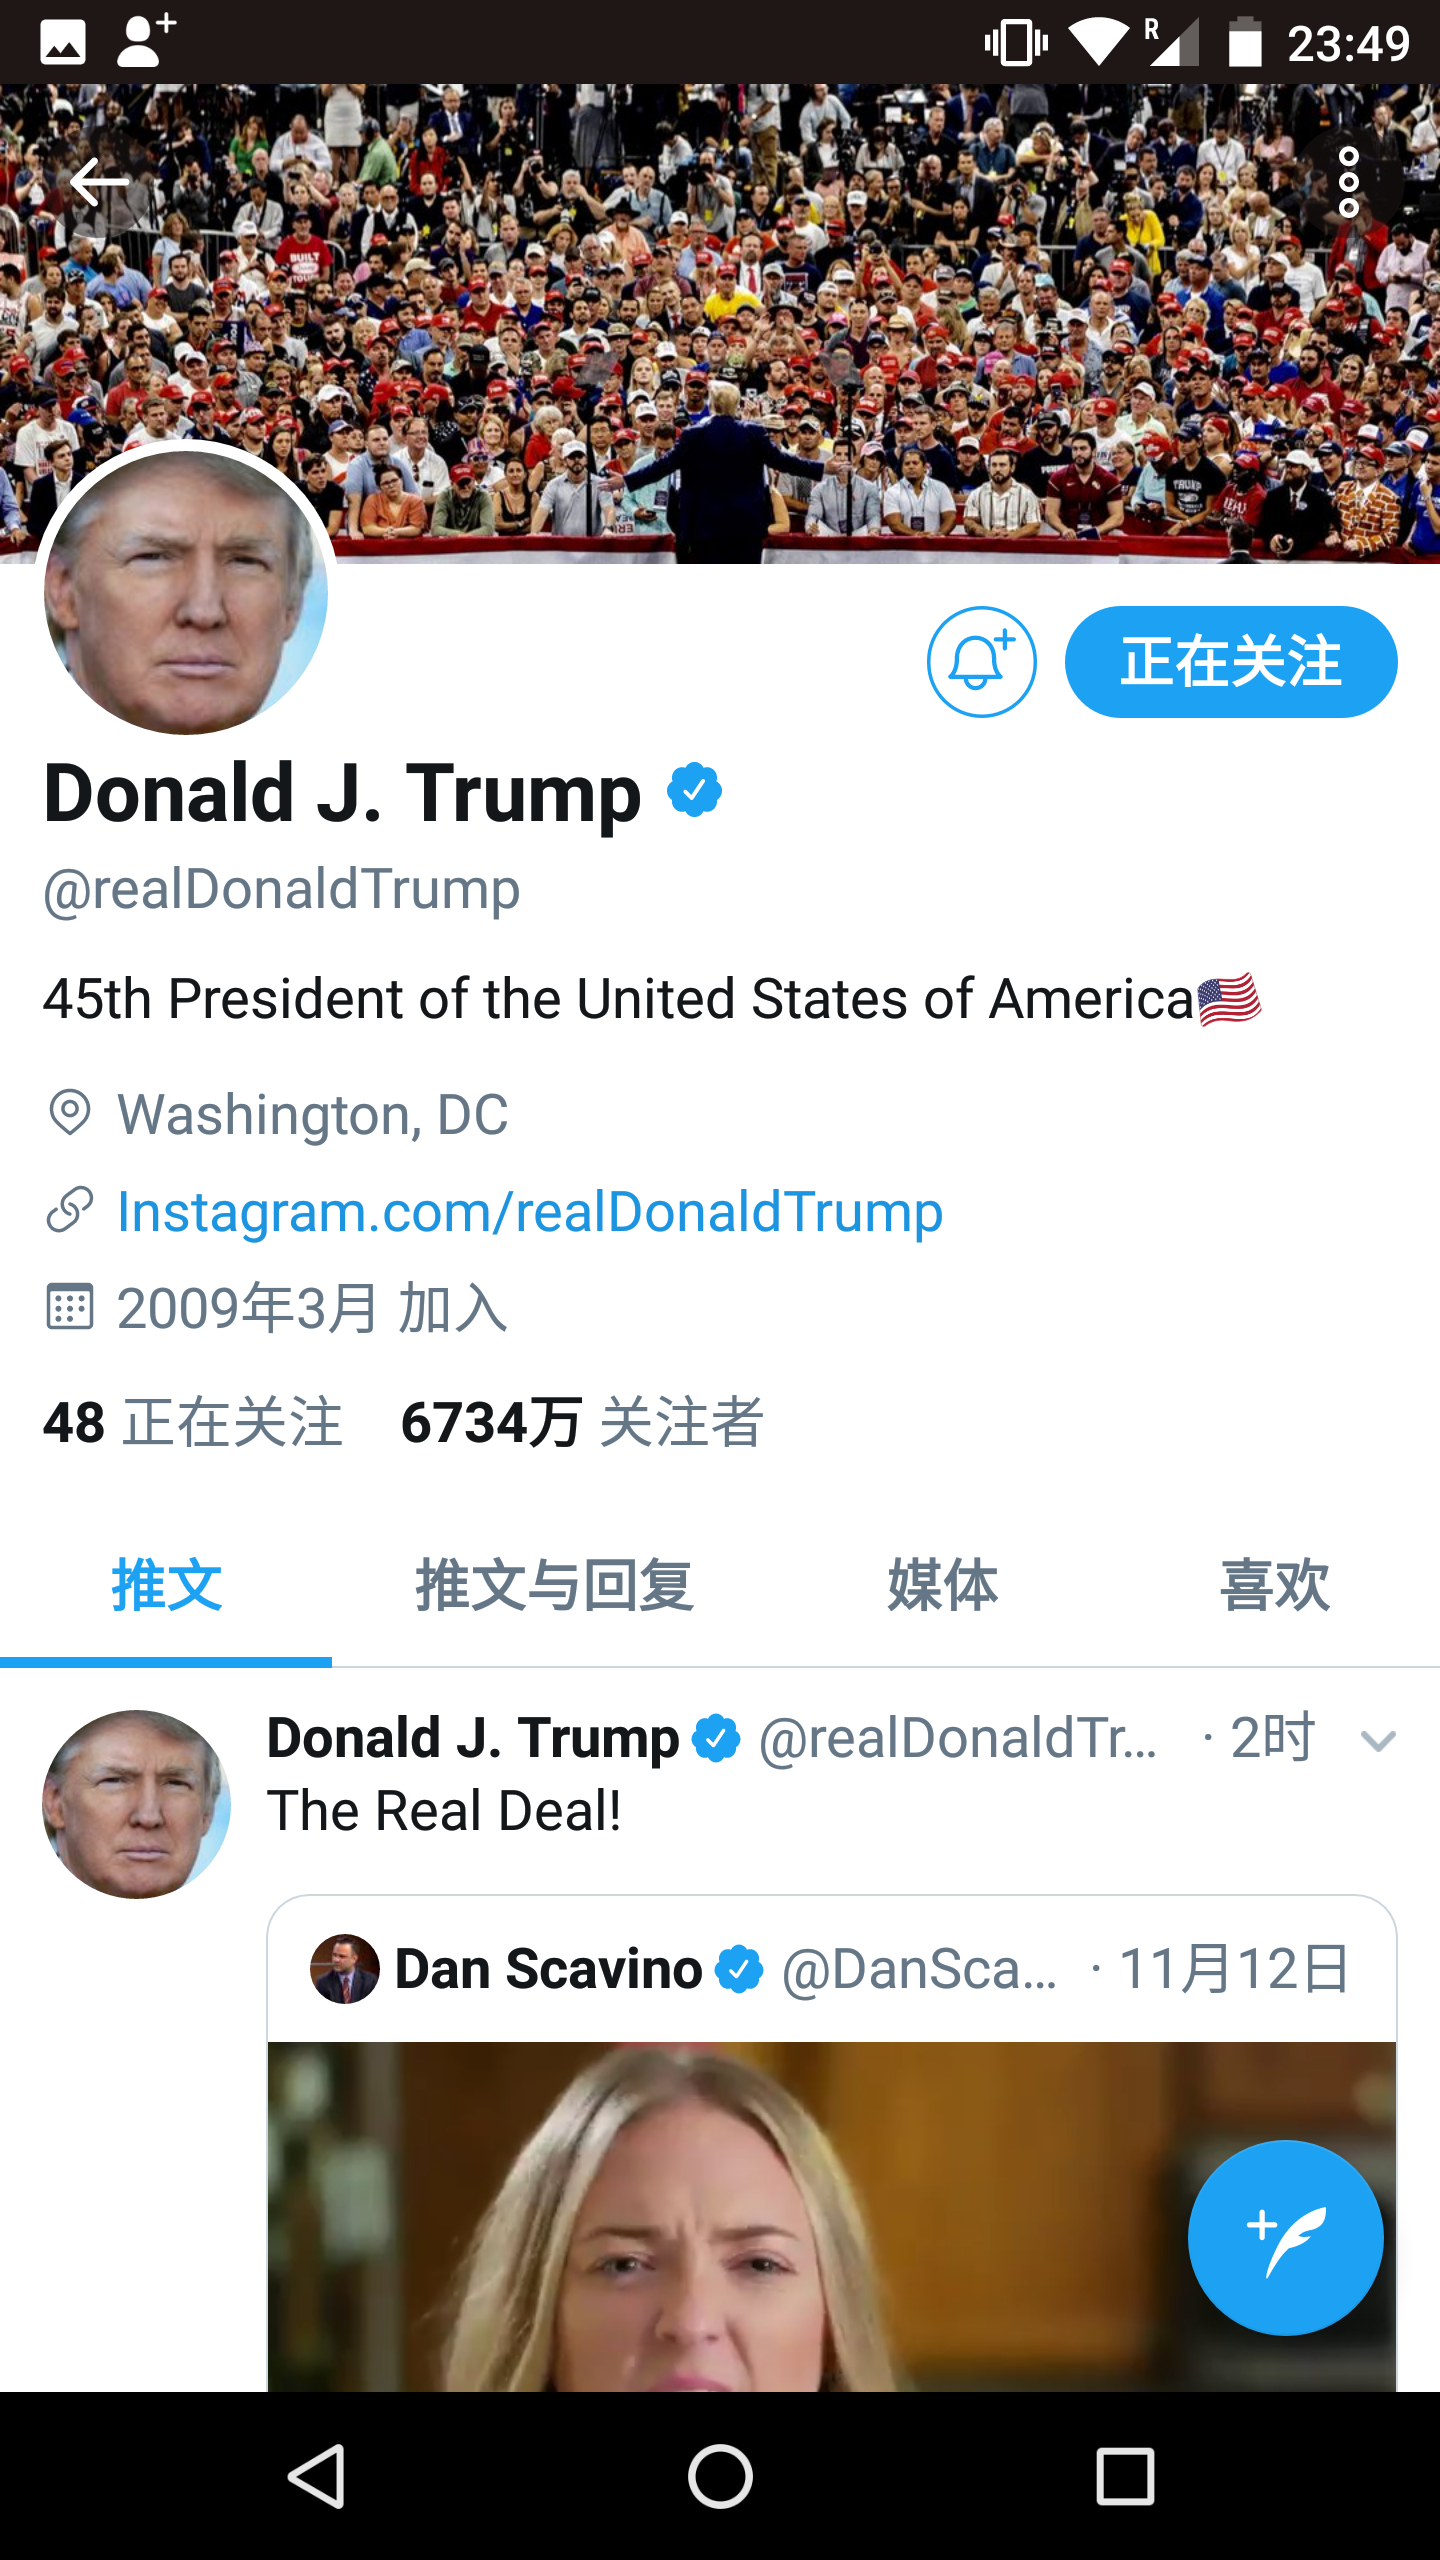 R 23:49
BUILT
TRUMP
正在关注
Donald J. Trump
@realDonaldTrump
45th President of the United States of America🇺🇸
Washington, DC
Instagram.com/realDonaldTrump
2009年3月 加入
48 正在关注 6734万 关注者
推文 推文与回复 媒体 喜欢
Donald J. Trump @realDonaldTr... · 2时
The Real Deal!
Dan Scavino @DanSca... · 11月12日